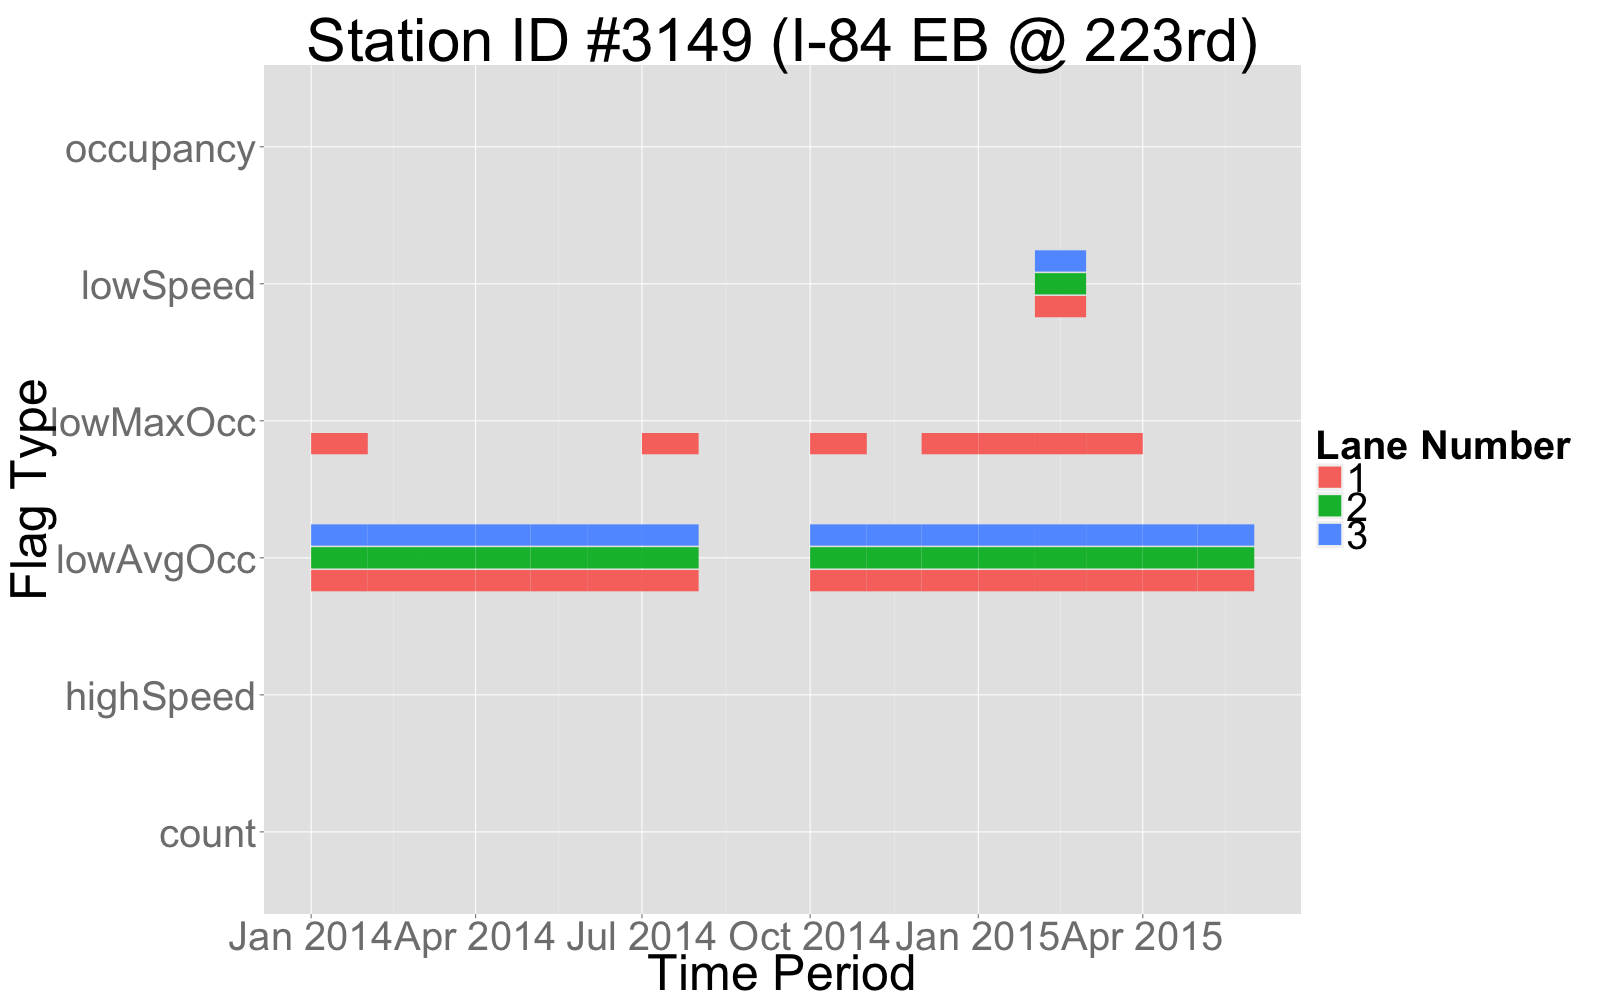 Station ID #3149 (I-84 EB @ 223rd)
occupancy
lowSpeed
lowMaxOcc
lowAvgOcc
highSpeed
count
Flag Type
Jan 2014 Apr 2014 Jul 2014 Oct 2014 Jan 2015 Apr 2015
Time Period
Lane Number
1
2
3